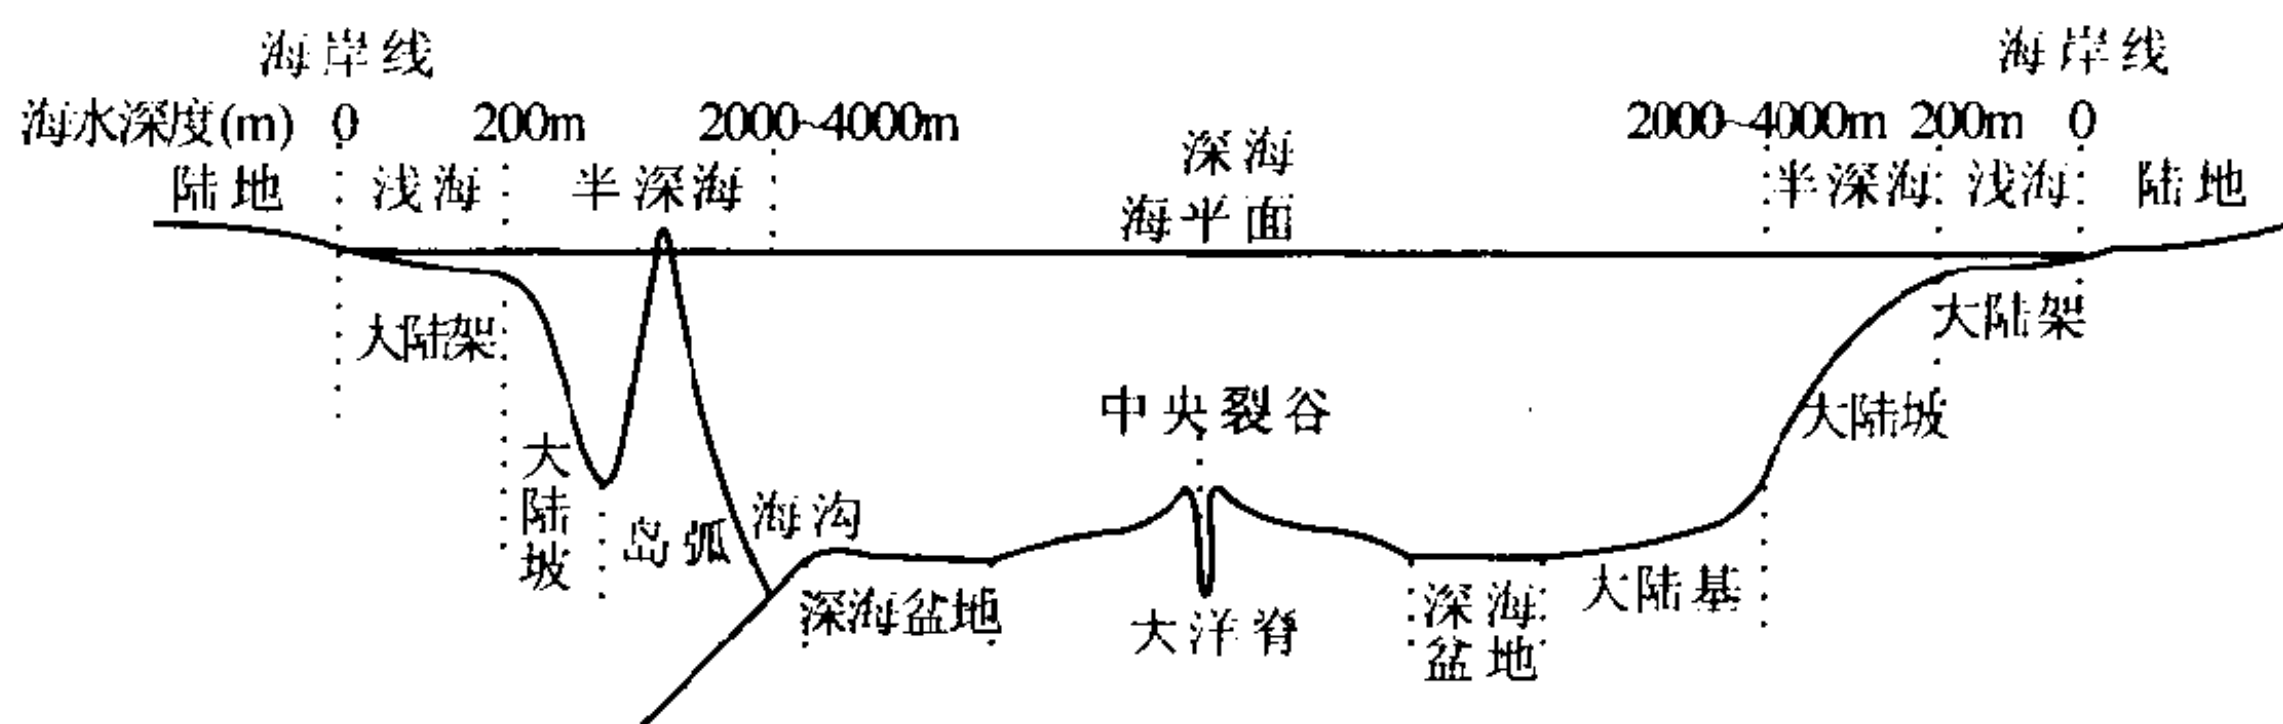 海岸线 海岸线
海水深度(m) 0 200m 2000~4000m 2000~4000m 200m 0
陆地 浅海 半深海 深海 半深海 浅海 陆地
海平面
大陆架 大陆架
中央裂谷 大陆坡
大陆坡
岛弧 海沟
深海盆地 大洋脊 深海盆地 大陆基